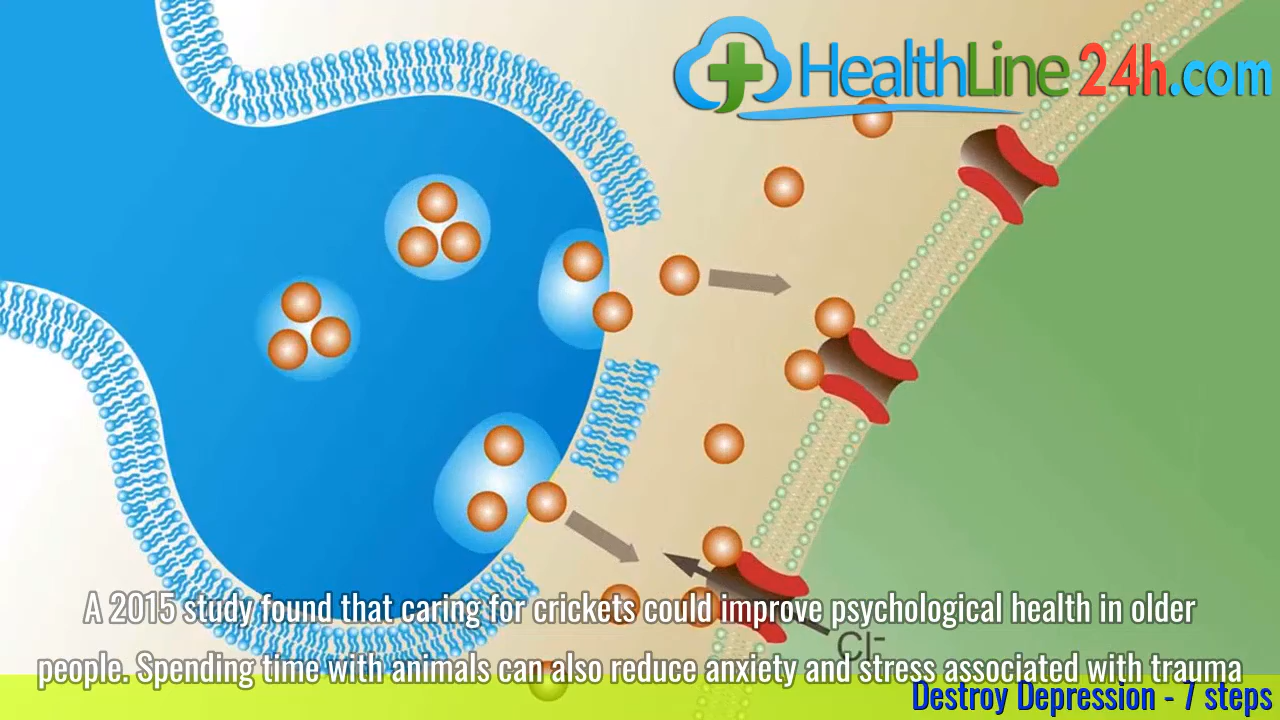 HealthLine24h.com
Cl-
A 2015 study found that caring for crickets could improve psychological health in older
people. Spending time with animals can also reduce anxiety and stress associated with trauma
Destroy Depression - 7 steps